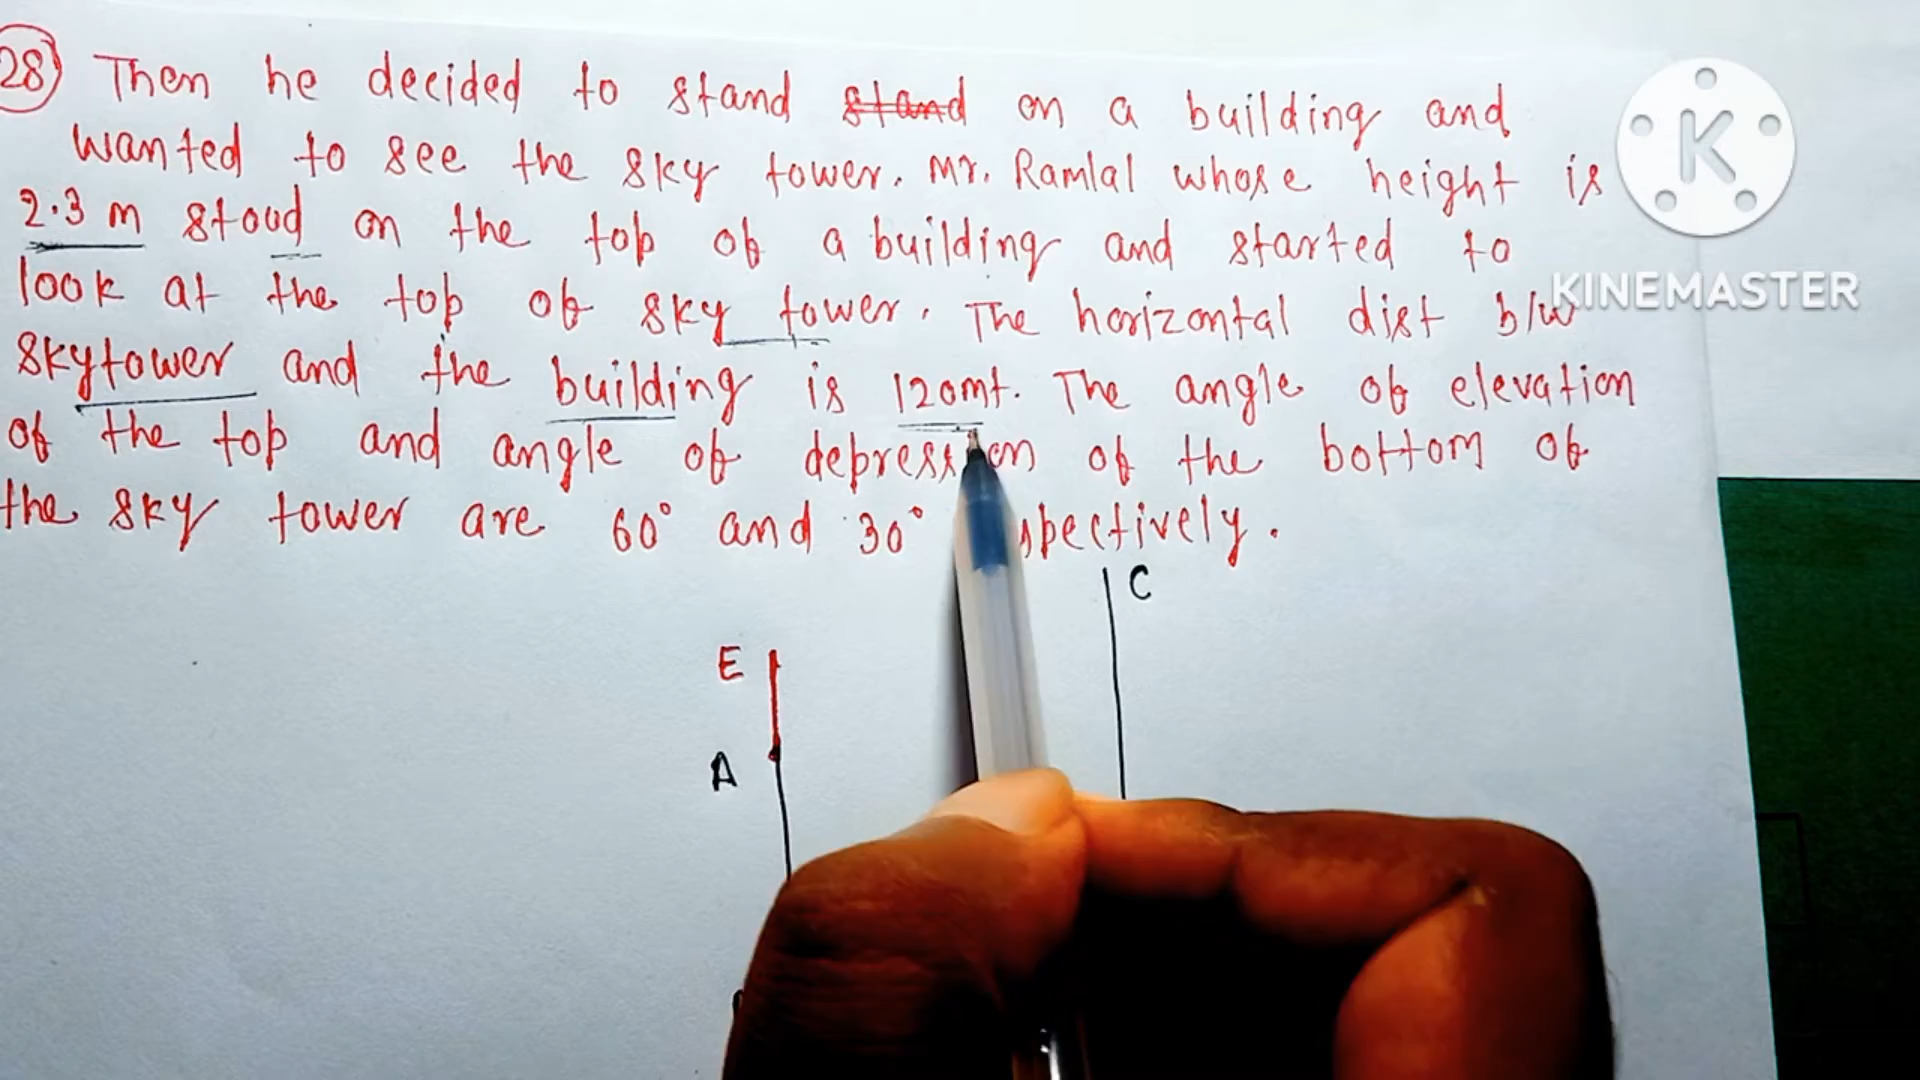 28 Then he decided to stand stand on a building and
wanted to see the sky tower. Mr. Ramlal whose height is
2.3 m stood on the top of a building and started to
look at the top of sky tower. The horizontal dist b/w
skytower and the building is 120mt. The angle of elevation
of the top and angle of depression of the bottom of
the sky tower are 60° and 30° spectively.
C
E
A
K
KINEMASTER